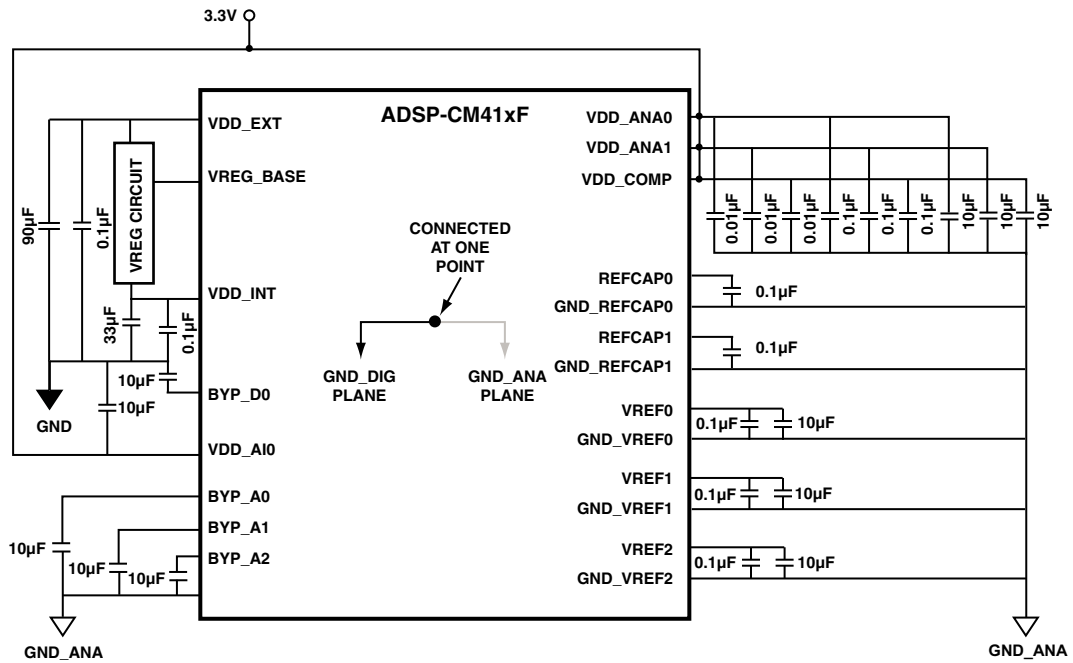 3.3V
ADSP-CM41xF
VDD_EXT
VREG_BASE
VDD_INT
BYP_D0
VDD_AI0
BYP_A0
BYP_A1
BYP_A2
VDD_ANA0
VDD_ANA1
VDD_COMP
REFCAP0
GND_REFCAP0
REFCAP1
GND_REFCAP1
VREF0
GND_VREF0
VREF1
GND_VREF1
VREF2
GND_VREF2
CONNECTED
AT ONE
POINT
GND_DIG
PLANE
GND_ANA
PLANE
90µF
0.1µF
VREG CIRCUIT
33µF
0.1µF
10µF
10µF
GND
10µF
10µF
10µF
GND_ANA
0.01µF
0.01µF
0.01µF
0.1µF
0.1µF
0.1µF
10µF
10µF
10µF
0.1µF
0.1µF
0.1µF
10µF
0.1µF
10µF
0.1µF
10µF
GND_ANA